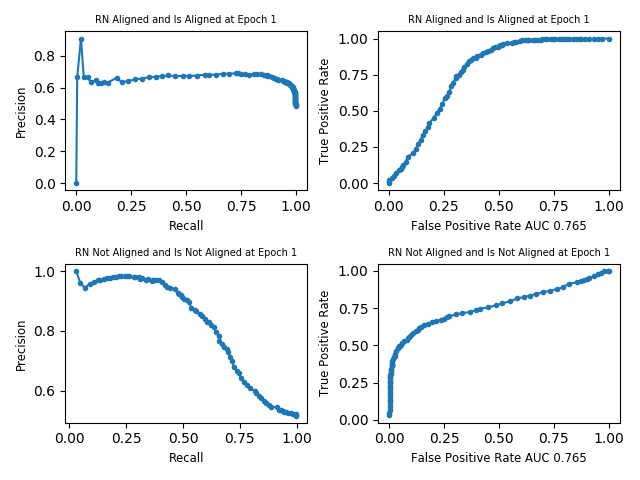 RN Aligned and Is Aligned at Epoch 1
Precision
0.8
0.6
0.4
0.2
0.0
0.00 0.25 0.50 0.75 1.00
Recall
RN Aligned and Is Aligned at Epoch 1
True Positive Rate
1.00
0.75
0.50
0.25
0.00
0.00 0.25 0.50 0.75 1.00
False Positive Rate AUC 0.765
RN Not Aligned and Is Not Aligned at Epoch 1
Precision
1.0
0.8
0.6
0.00 0.25 0.50 0.75 1.00
Recall
RN Not Aligned and Is Not Aligned at Epoch 1
True Positive Rate
1.00
0.75
0.50
0.25
0.00
0.00 0.25 0.50 0.75 1.00
False Positive Rate AUC 0.765